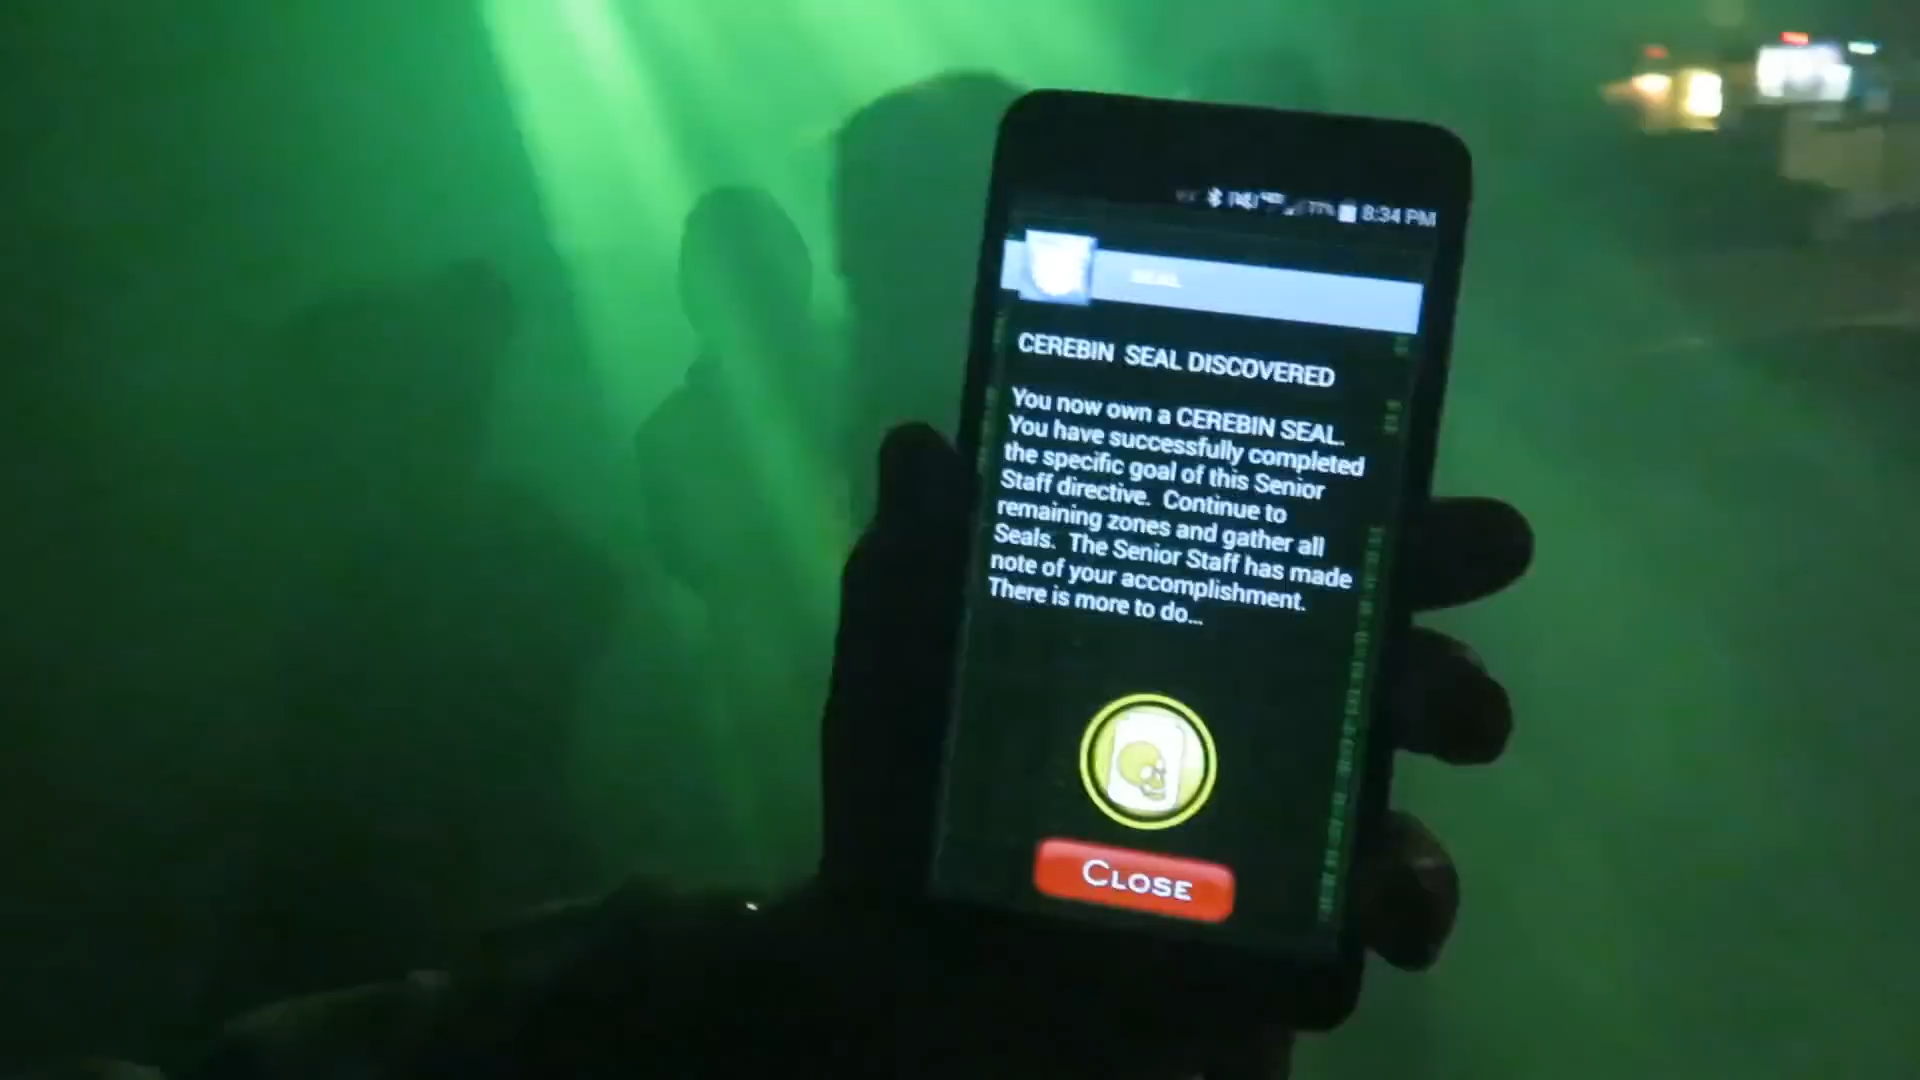 77% 8:34 PM
SEAL
CEREBIN SEAL DISCOVERED
You now own a CEREBIN SEAL.
You have successfully completed
the specific goal of this Senior
Staff directive. Continue to
remaining zones and gather all
Seals. The Senior Staff has made
note of your accomplishment.
There is more to do...
CLOSE